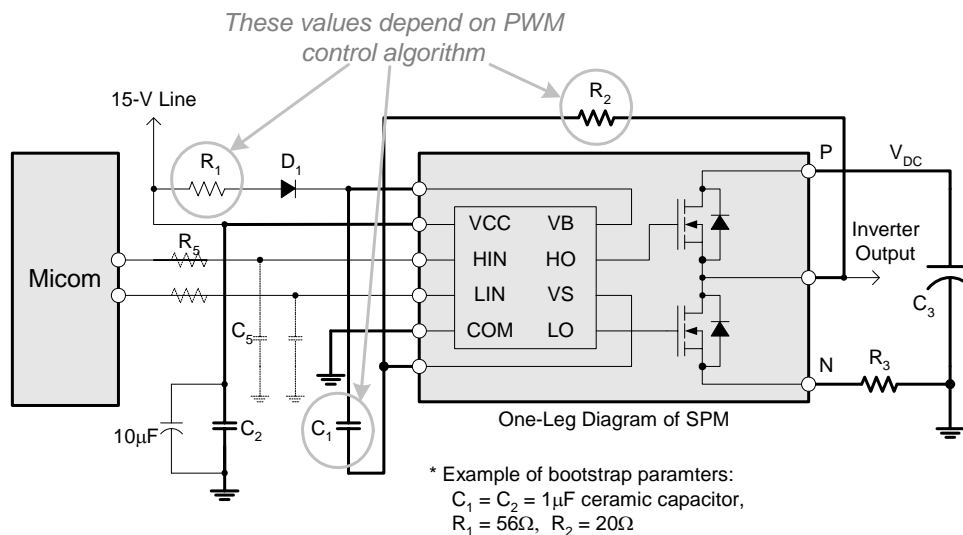 These values depend on PWM
control algorithm
R2
15-V Line
R1
D1
P
VDC
VCC
VB
Inverter
Output
R5
Micom
HIN
HO
LIN
VS
C3
C5
COM
LO
N
R3
One-Leg Diagram of SPM
10μF
C2
C1
* Example of bootstrap paramters:
C1 = C2 = 1μF ceramic capacitor,
R1 = 56Ω, R2 = 20Ω